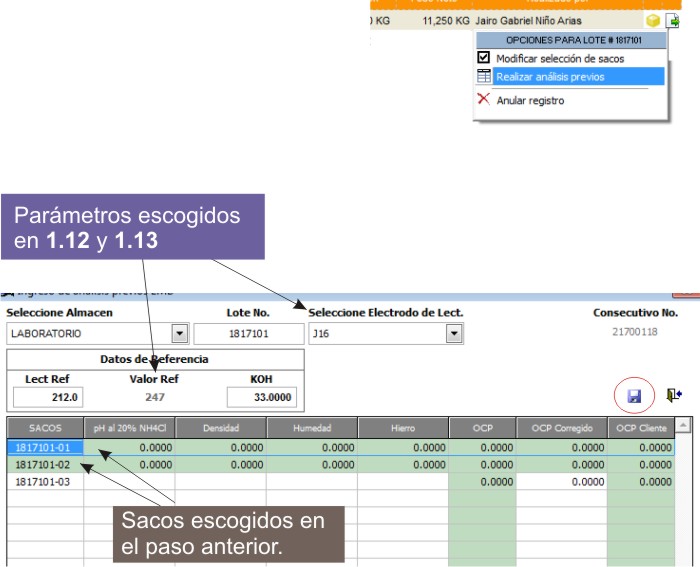 ) KG 11,250 KG Jairo Gabriel Niño Arias
OPCIONES PARA LOTE # 1817101
Modificar selección de sacos
Realizar análisis previos
Anular registro
Parámetros escogidos
en 1.12 y 1.13
Seleccione Almacen Lote No. Seleccione Electrodo de Lect. Consecutivo No.
LABORATORIO 1817101 J16 21700118
Datos de Referencia
Lect Ref Valor Ref KOH
212.0 247 33.0000
SACOS pH al 20% NH4Cl Densidad Humedad Hierro OCP OCP Corregido OCP Cliente
1817101-01 0.0000 0.0000 0.0000 0.0000 0.0000 0.0000 0.0000
1817101-02 0.0000 0.0000 0.0000 0.0000 0.0000 0.0000 0.0000
1817101-03 0.0000 0.0000 0.0000
Sacos escogidos en
el paso anterior.